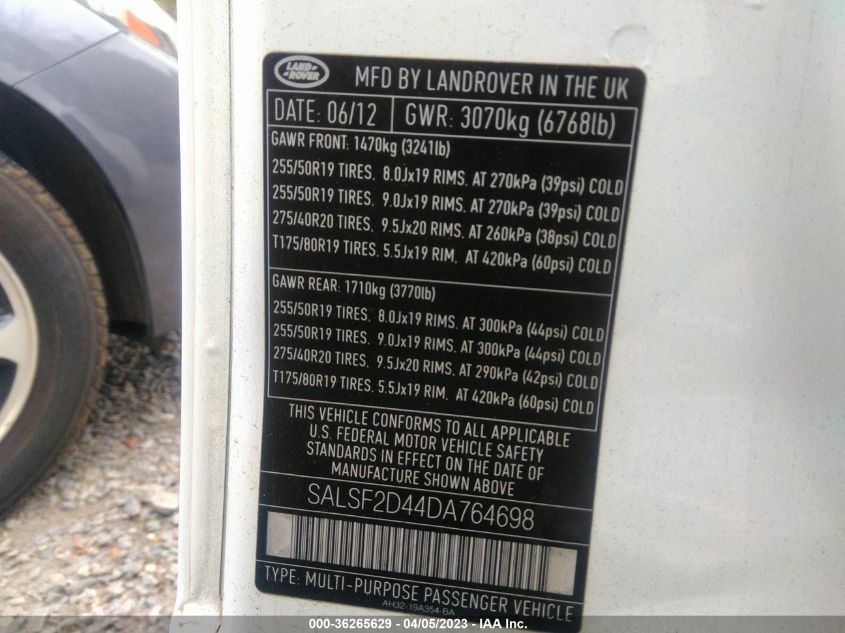 LAND ROVER
MFD BY LANDROVER IN THE UK
DATE: 06/12 GWR: 3070kg (6768lb)
GAWR FRONT: 1470kg (3241lb)
255/50R19 TIRES. 8.0Jx19 RIMS. AT 270kPa (39psi) COLD
255/50R19 TIRES. 9.0Jx19 RIMS. AT 270kPa (39psi) COLD
275/40R20 TIRES. 9.5Jx20 RIMS. AT 260kPa (38psi) COLD
T175/80R19 TIRES. 5.5Jx19 RIM. AT 420kPa (60psi) COLD
GAWR REAR: 1710kg (3770lb)
255/50R19 TIRES. 8.0Jx19 RIMS. AT 300kPa (44psi) COLD
255/50R19 TIRES. 9.0Jx19 RIMS. AT 300kPa (44psi) COLD
275/40R20 TIRES. 9.5Jx20 RIMS. AT 290kPa (42psi) COLD
T175/80R19 TIRES. 5.5Jx19 RIM. AT 420kPa (60psi) COLD
THIS VEHICLE CONFORMS TO ALL APPLICABLE
U.S. FEDERAL MOTOR VEHICLE SAFETY
STANDARDS IN EFFECT ON THE DATE OF
MANUFACTURE SHOWN ABOVE
SALSF2D44DA764698
TYPE: MULTI-PURPOSE PASSENGER VEHICLE
AH32-19A354-BA
000-36265629 - 04/05/2023 - IAA Inc.